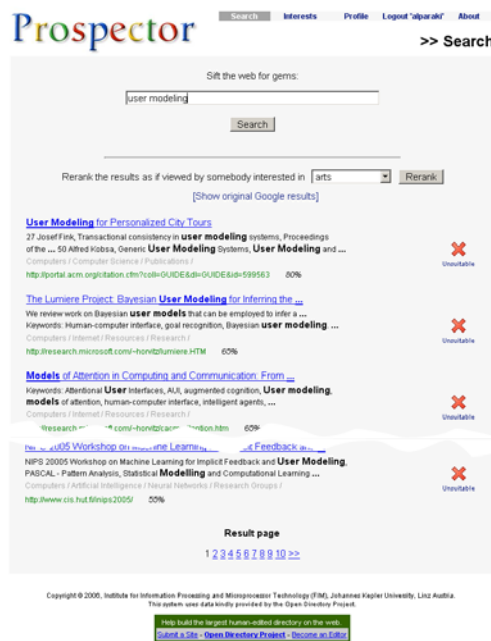 Prospector
Search Interests Profile Logout 'alparaki' About
>> Search
Sift the web for gems:
user modeling
Search
Rerank the results as if viewed by somebody interested in arts Rerank
[Show original Google results]
User Modeling for Personalized City Tours
27 Josef Fink, Transactional consistency in user modeling systems, Proceedings
of the ... 50 Alfred Kobsa, Generic User Modeling Systems, User Modeling and ...
Computers / Computer Science / Publications /
http://portal.acm.org/citation.cfm?coll=GUIDE&dl=GUIDE&id=599563 80%
Unsuitable
The Lumiere Project: Bayesian User Modeling for Inferring the ...
We review work on Bayesian user models that can be employed to infer a ...
Keywords: Human-computer interface, goal recognition, Bayesian user modeling. ...
Computers / Internet / Resources / Research /
http://research.microsoft.com/~horvitz/lumiere.HTM 65%
Unsuitable
Models of Attention in Computing and Communication: From ...
Keywords: Attentional User Interfaces, AUI, augmented cognition, User modeling,
models of attention, human-computer interface, intelligent agents, ...
Computers / Internet / Resources / Research /
Unsuitable
2005 Workshop on Machine Learning Feedback and ...
NIPS 20005 Workshop on Machine Learning for Implicit Feedback and User Modeling,
PASCAL - Pattern Analysis, Statistical Modelling and Computational Learning ...
Computers / Artificial Intelligence / Neural Networks / Research Groups /
http://www.cis.hut.fi/inips2005/ 55%
Unsuitable
Result page
1 2 3 4 5 6 7 8 9 10 >>
Copyright © 2006, Institute for Information Processing and Microprocessor Technology (FIM), Johannes Kepler University, Linz Austria.
This system uses data kindly provided by the Open Directory Project.
Help build the largest human-edited directory on the web.
Submit a Site - Open Directory Project - Become an Editor